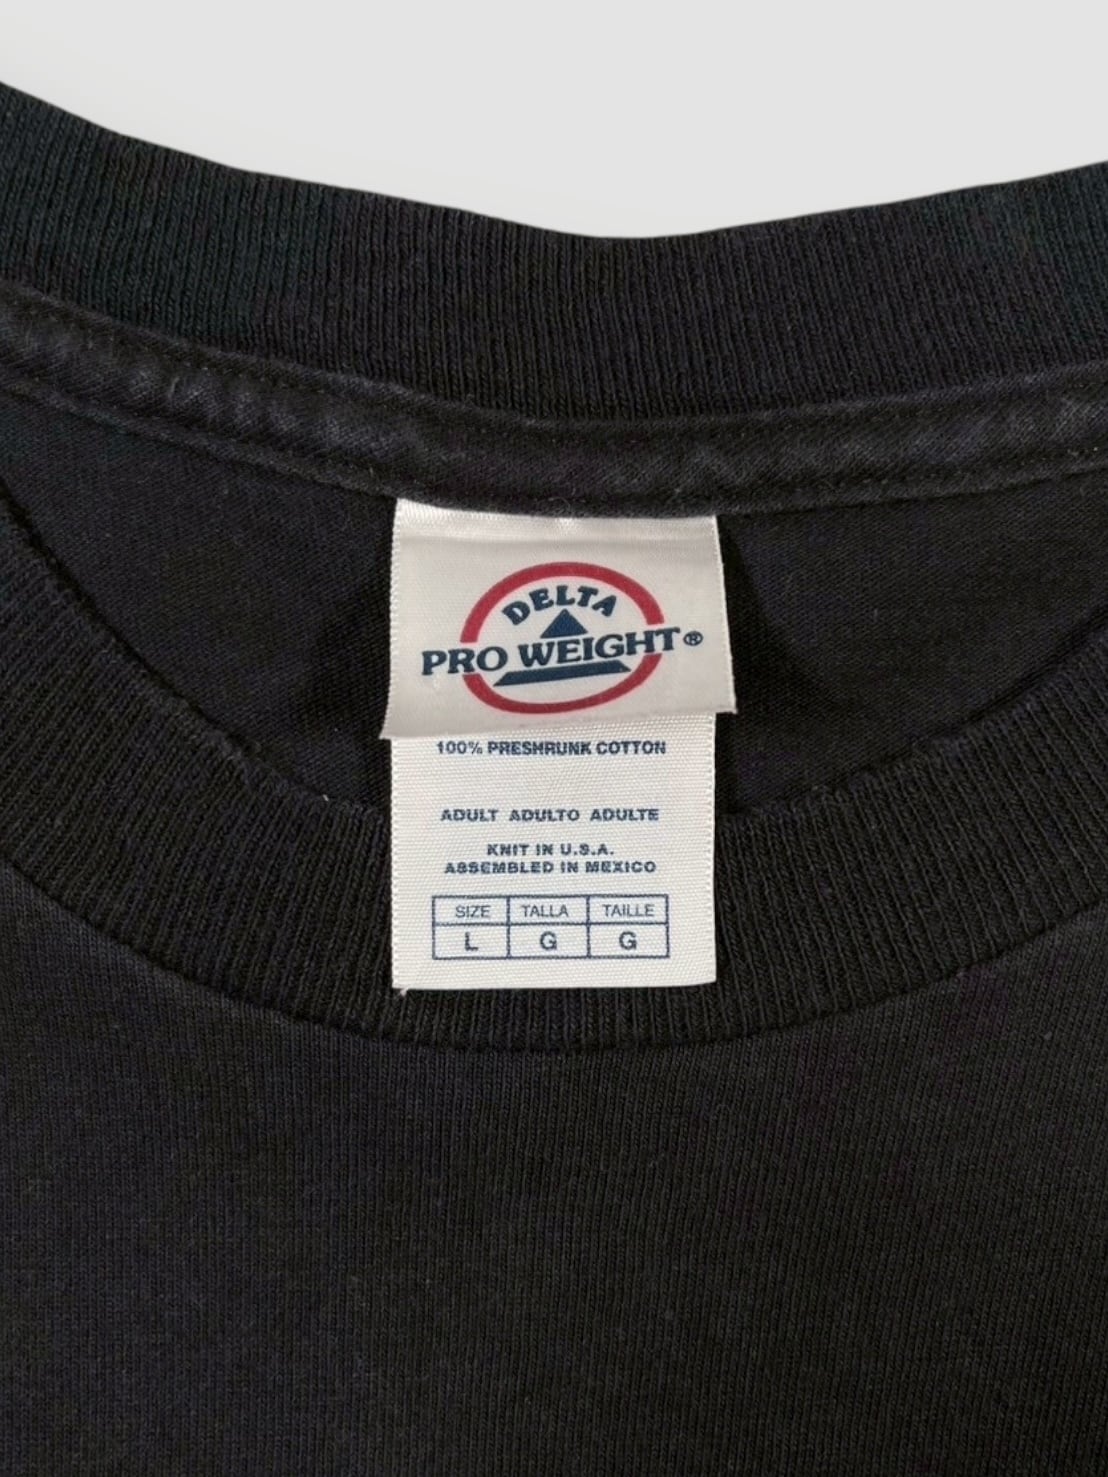 DELTA
PRO WEIGHT®
100% PRESHRUNK COTTON
ADULT ADULTO ADULTE
KNIT IN U.S.A.
ASSEMBLED IN MEXICO
SIZE TALLA TAILLE
L G G